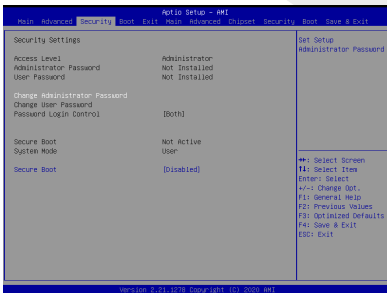 Aptio Setup - AMI
Main Advanced Security Boot Exit Main Advanced Chipset Security Boot Save & Exit
Security Settings
Access Level Administrator
Administrator Password Not Installed
User Password Not Installed
Change Administrator Password
Change User Password
Password Login Control [Both]
Secure Boot Not Active
System Mode User
Secure Boot [Disabled]
Set Setup
Administrator Password
→←: Select Screen
↑↓: Select Item
Enter: Select
+/-: Change Opt.
F1: General Help
F2: Previous Values
F3: Optimized Defaults
F4: Save & Exit
ESC: Exit
Version 2.21.1278 Copyright (C) 2020 AMI